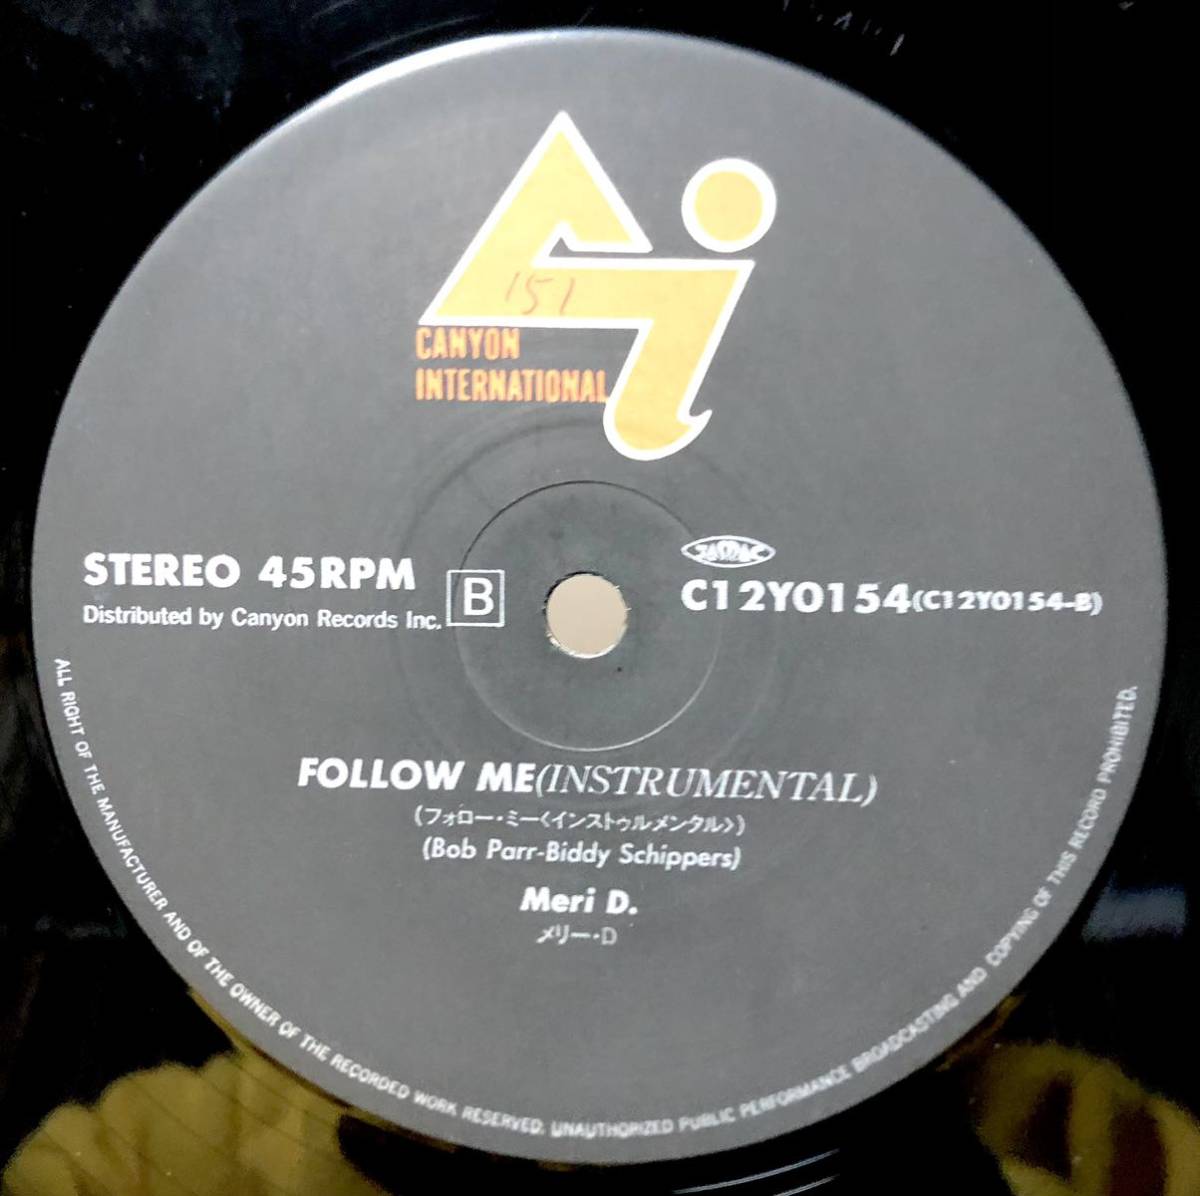 151
CANYON
INTERNATIONAL
STEREO 45RPM
Distributed by Canyon Records Inc.
B
JASRAC
C12Y0154(C12Y0154-B)
FOLLOW ME(INSTRUMENTAL)
(フォロー・ミー〈インストゥルメンタル〉)
(Bob Parr-Biddy Schippers)
Meri D.
メリー・D
ALL RIGHT OF THE MANUFACTURER AND OF THE OWNER OF THE RECORDED WORK RESERVED. UNAUTHORIZED PUBLIC PERFORMANCE BROADCASTING AND COPYING OF THIS RECORD PROHIBITED.